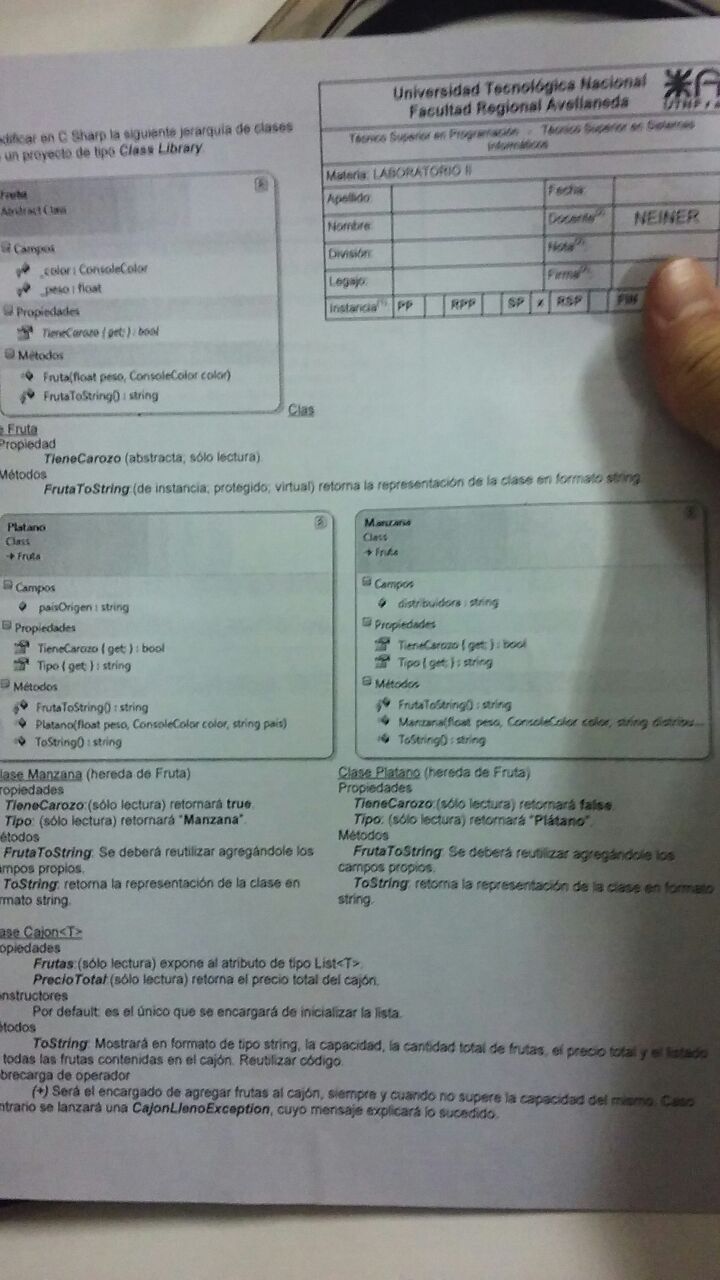 Universidad Tecnológica Nacional
Facultad Regional Avellaneda
Técnico Superior en Programación - Técnico Superior en Sistemas
Informáticos
Materia: LABORATORIO II
Apellido: Fecha:
Nombre: Docente(2): NEINER
División: Nota(2):
Legajo: Firma(2):
Instancia(1): PP RPP SP x RSP FIN
odificar en C Sharp la siguiente jerarquía de clases
un proyecto de tipo Class Library.
Fruta
Abstract Class
Campos
_color : ConsoleColor
_peso : float
Propiedades
TieneCarozo { get; } : bool
Métodos
Fruta(float peso, ConsoleColor color)
FrutaToString() : string
Clas
e Fruta
Propiedad
TieneCarozo (abstracta; sólo lectura).
Métodos
FrutaToString:(de instancia; protegido; virtual) retorna la representación de la clase en formato string.
Platano
Class
→ Fruta
Campos
paisOrigen : string
Propiedades
TieneCarozo { get; } : bool
Tipo { get; } : string
Métodos
FrutaToString() : string
Platano(float peso, ConsoleColor color, string pais)
ToString() : string
Manzana
Class
→ Fruta
Campos
distribuidora : string
Propiedades
TieneCarozo { get; } : bool
Tipo { get; } : string
Métodos
FrutaToString() : string
Manzana(float peso, ConsoleColor color, string distribu...
ToString() : string
lase Manzana (hereda de Fruta)
ropiedades
TieneCarozo:(sólo lectura) retornará true.
Tipo: (sólo lectura) retornará "Manzana".
étodos
FrutaToString: Se deberá reutilizar agregándole los
ampos propios.
ToString: retorna la representación de la clase en
rmato string.
Clase Platano (hereda de Fruta)
Propiedades
TieneCarozo:(sólo lectura) retornará false.
Tipo: (sólo lectura) retornará "Plátano".
Métodos
FrutaToString: Se deberá reutilizar agregándole los
campos propios.
ToString: retorna la representación de la clase en formato
string.
ase Cajon<T>
opiedades
Frutas:(sólo lectura) expone al atributo de tipo List<T>.
PrecioTotal:(sólo lectura) retorna el precio total del cajón.
onstructores
Por default: es el único que se encargará de inicializar la lista.
étodos
ToString: Mostrará en formato de tipo string, la capacidad, la cantidad total de frutas, el precio total y el listado
todas las frutas contenidas en el cajón. Reutilizar código.
brecarga de operador
(+) Será el encargado de agregar frutas al cajón, siempre y cuando no supere la capacidad del mismo. Caso
ntrario se lanzará una CajonLlenoException, cuyo mensaje explicará lo sucedido.